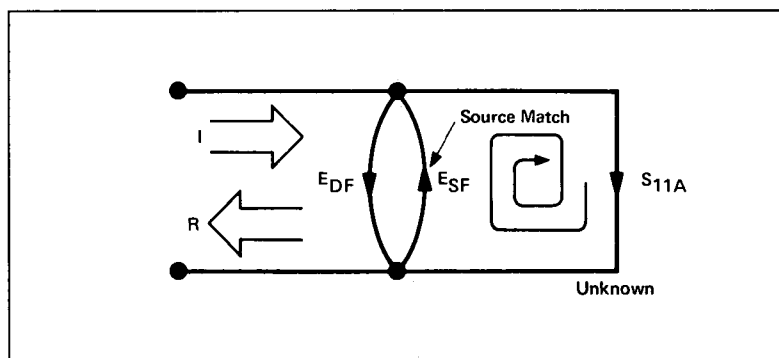 Source Match
I
E_DF E_SF S_11A
R
Unknown